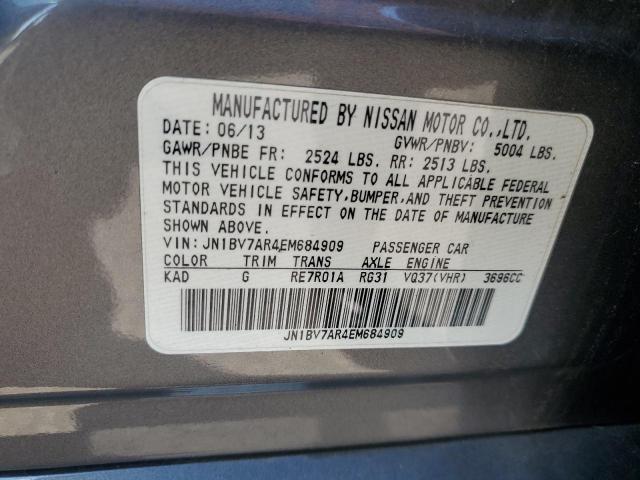 MANUFACTURED BY NISSAN MOTOR CO.,LTD.
DATE: 06/13 GVWR/PNBV: 5004 LBS.
GAWR/PNBE FR: 2524 LBS. RR: 2513 LBS.
THIS VEHICLE CONFORMS TO ALL APPLICABLE FEDERAL
MOTOR VEHICLE SAFETY,BUMPER,AND THEFT PREVENTION
STANDARDS IN EFFECT ON THE DATE OF MANUFACTURE
SHOWN ABOVE.
VIN: JN1BV7AR4EM684909 PASSENGER CAR
COLOR TRIM TRANS AXLE ENGINE
KAD G RE7R01A RG31 VQ37(VHR) 3696CC
JN1BV7AR4EM684909